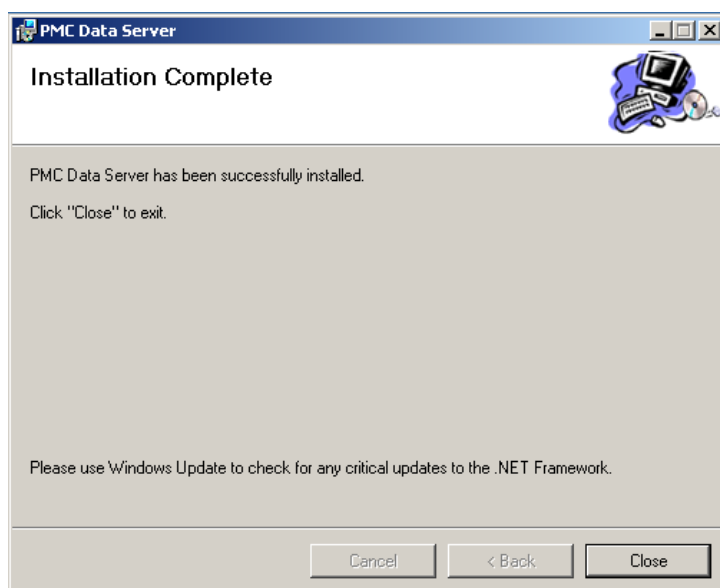 PMC Data Server
Installation Complete
PMC Data Server has been successfully installed.
Click "Close" to exit.
Please use Windows Update to check for any critical updates to the .NET Framework.
Cancel < Back Close